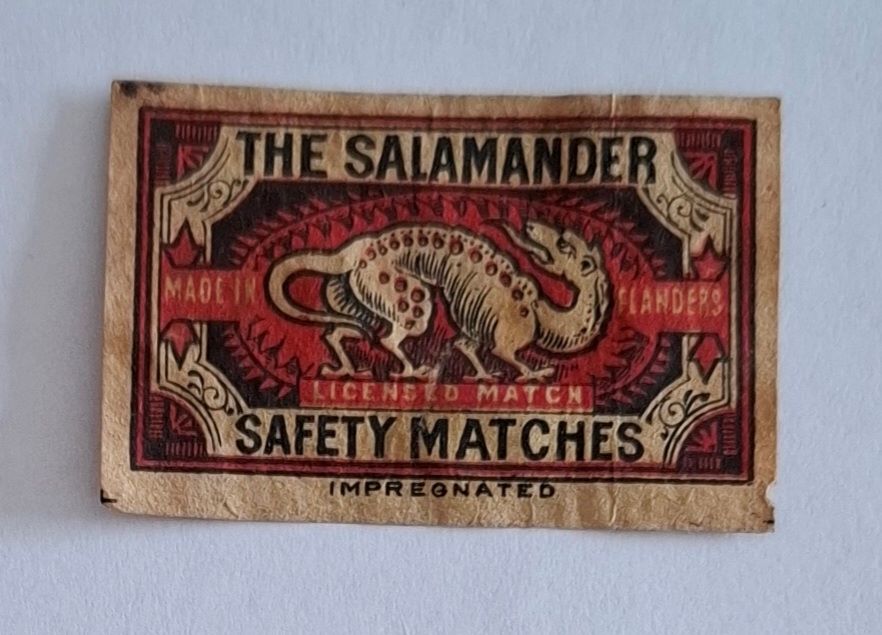 THE SALAMANDER
MADE IN FLANDERS
LICENSED MATCH
SAFETY MATCHES
IMPREGNATED